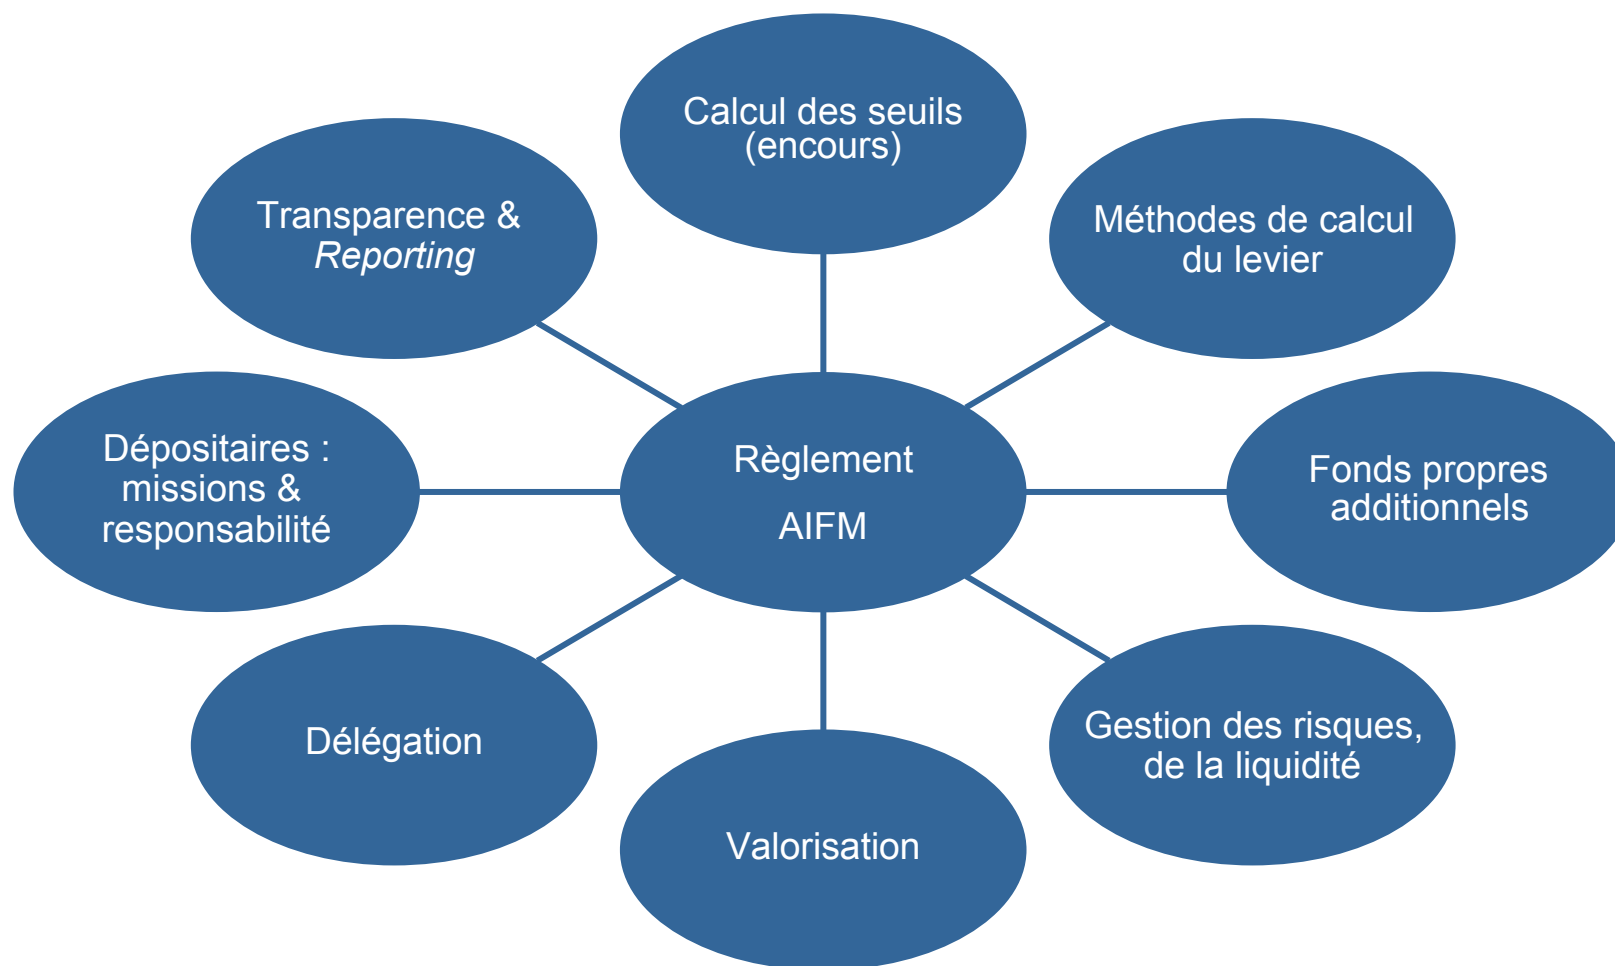 Calcul des seuils
(encours)
Transparence &
Reporting
Méthodes de calcul
du levier
Dépositaires :
missions &
responsabilité
Règlement
AIFM
Fonds propres
additionnels
Délégation
Gestion des risques,
de la liquidité
Valorisation